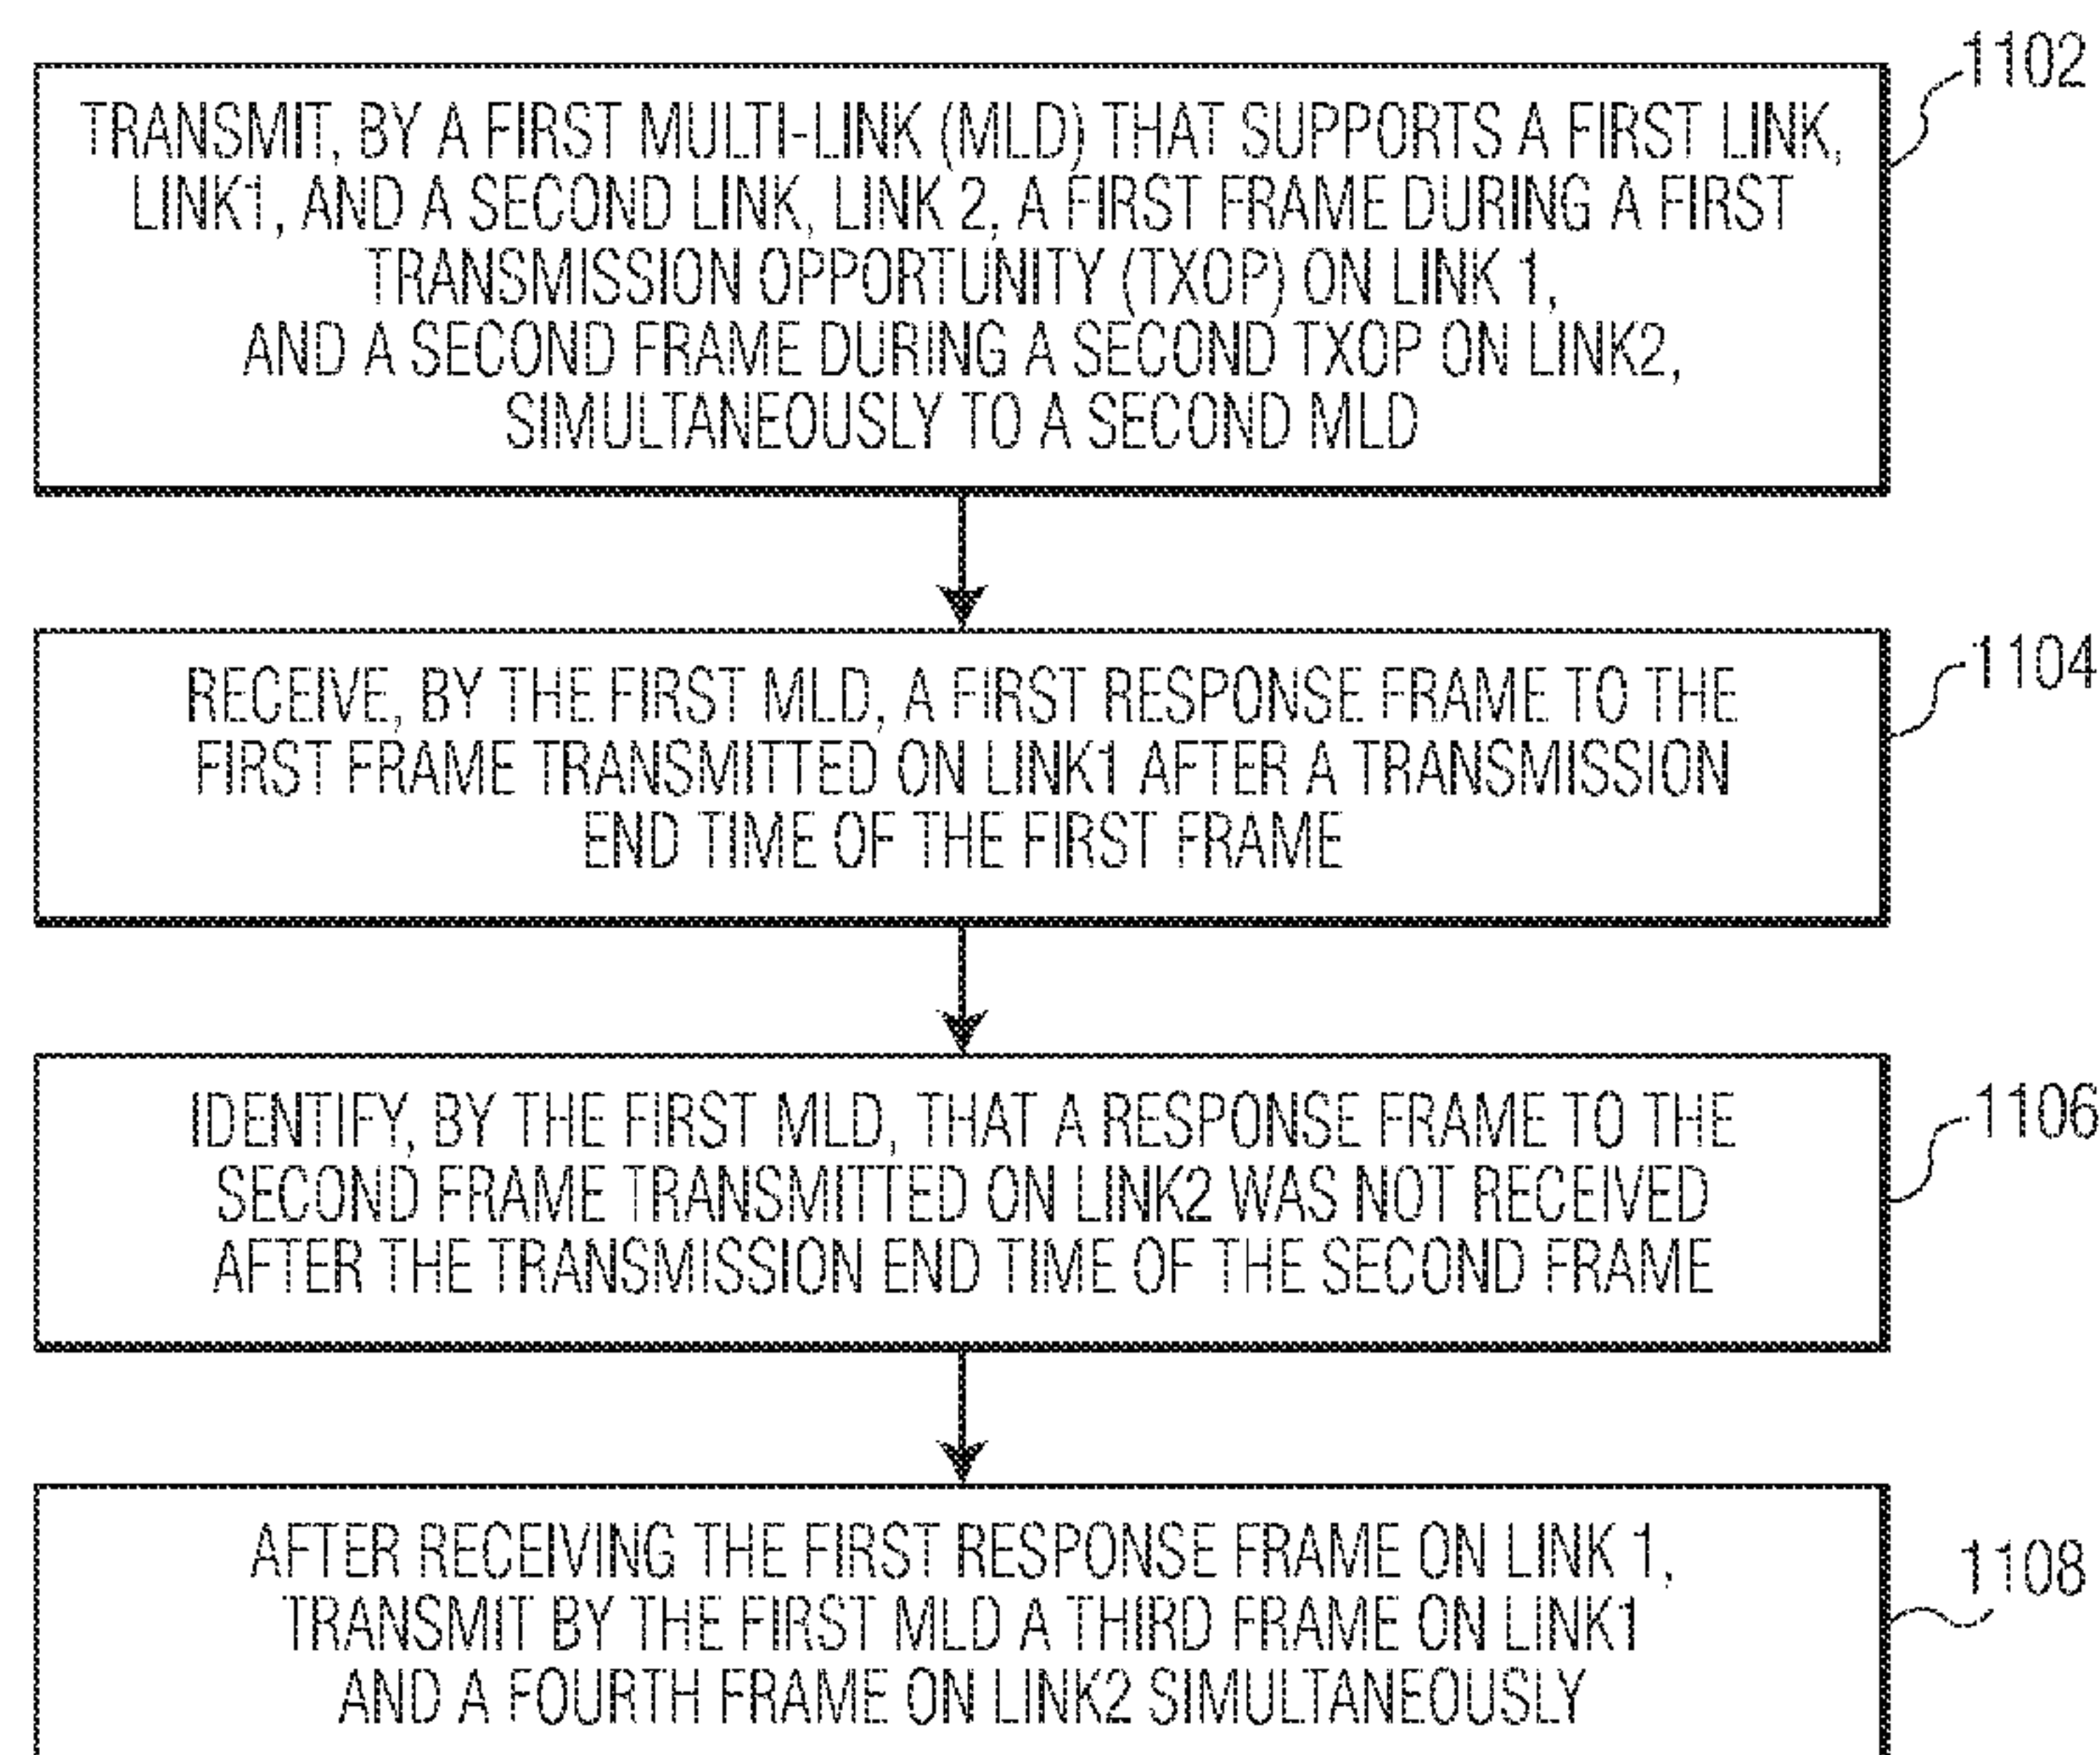 1102
TRANSMIT, BY A FIRST MULTI-LINK (MLD) THAT SUPPORTS A FIRST LINK,
LINK1, AND A SECOND LINK, LINK 2, A FIRST FRAME DURING A FIRST
TRANSMISSION OPPORTUNITY (TXOP) ON LINK 1,
AND A SECOND FRAME DURING A SECOND TXOP ON LINK2,
SIMULTANEOUSLY TO A SECOND MLD
1104
RECEIVE, BY THE FIRST MLD, A FIRST RESPONSE FRAME TO THE
FIRST FRAME TRANSMITTED ON LINK1 AFTER A TRANSMISSION
END TIME OF THE FIRST FRAME
1106
IDENTIFY, BY THE FIRST MLD, THAT A RESPONSE FRAME TO THE
SECOND FRAME TRANSMITTED ON LINK2 WAS NOT RECEIVED
AFTER THE TRANSMISSION END TIME OF THE SECOND FRAME
1108
AFTER RECEIVING THE FIRST RESPONSE FRAME ON LINK 1,
TRANSMIT BY THE FIRST MLD A THIRD FRAME ON LINK1
AND A FOURTH FRAME ON LINK2 SIMULTANEOUSLY